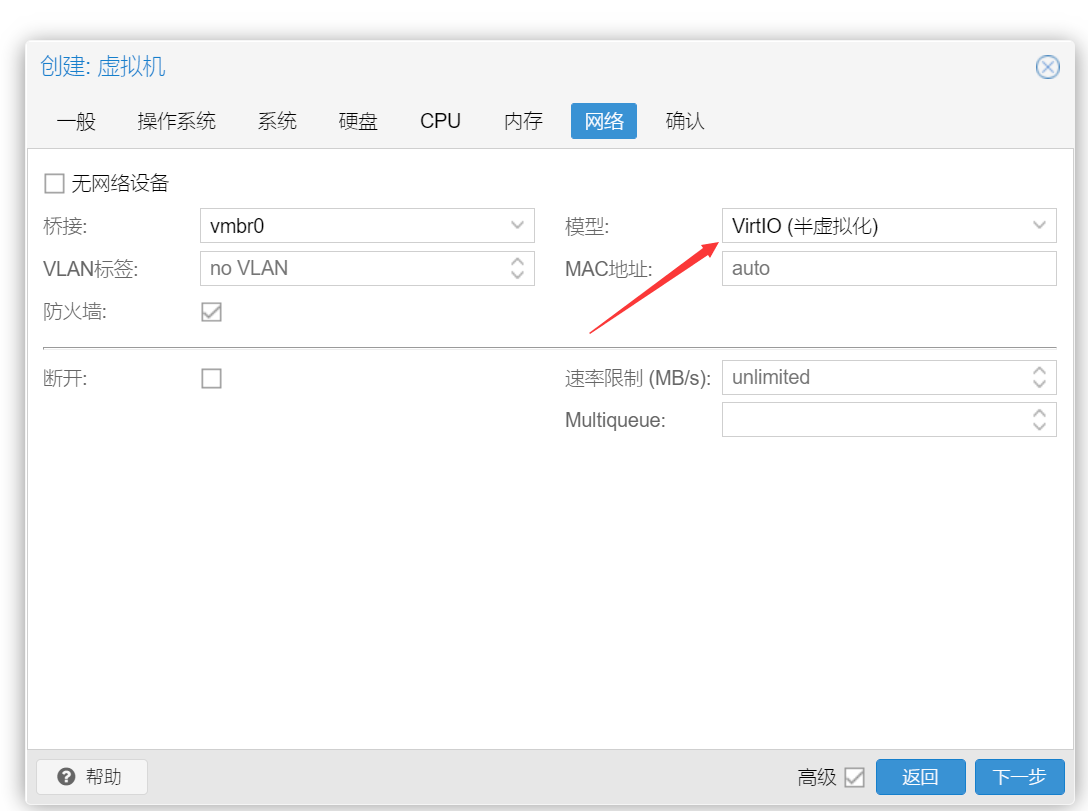 创建: 虚拟机
一般 操作系统 系统 硬盘 CPU 内存 网络 确认
无网络设备
桥接: vmbr0 模型: VirtIO (半虚拟化)
VLAN标签: no VLAN MAC地址: auto
防火墙:
断开: 速率限制 (MB/s): unlimited
Multiqueue:
帮助 高级 返回 下一步